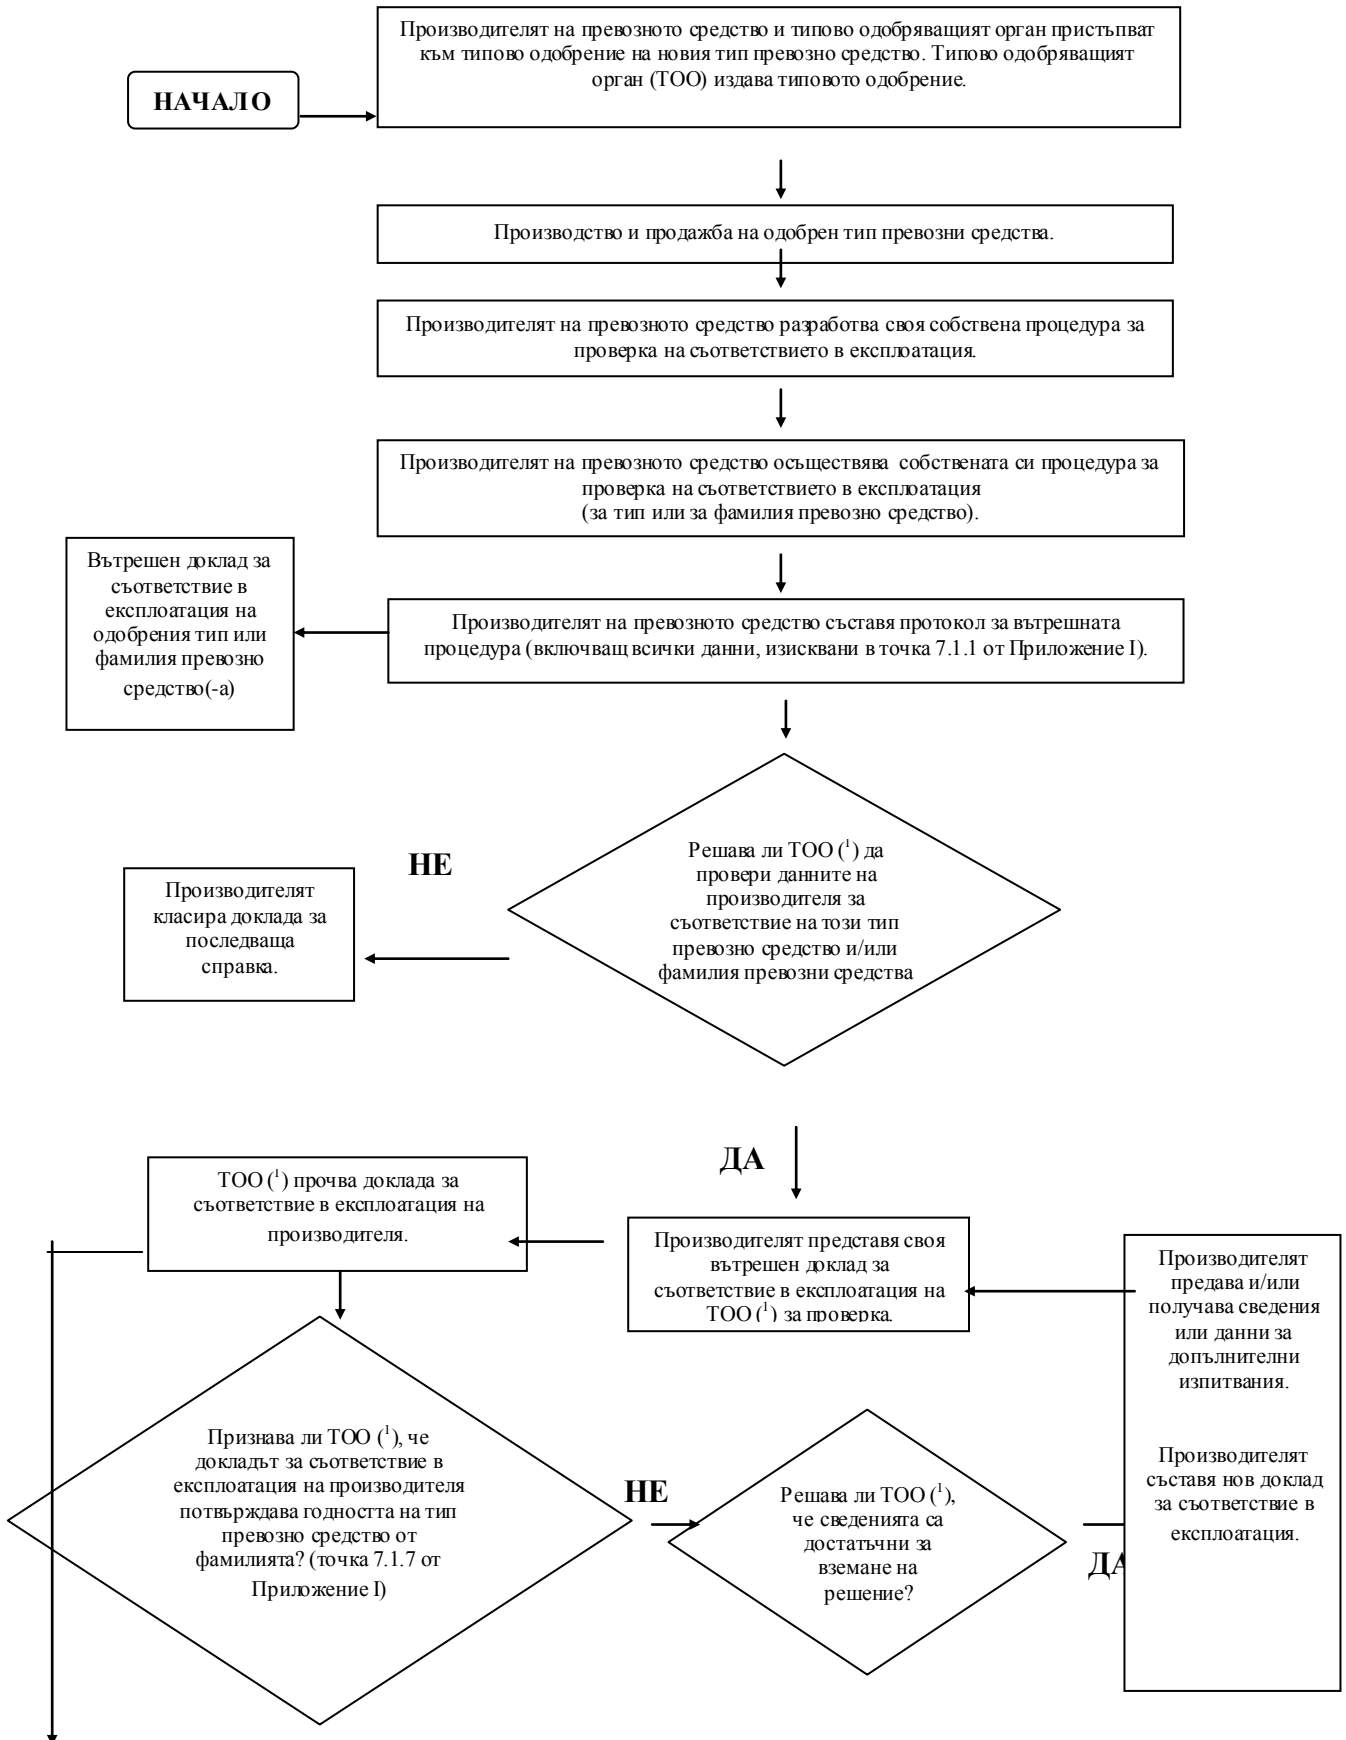 Производителят на превозното средство и типово одобряващият орган пристъпват
към типово одобрение на новия тип превозно средство. Типово одобряващият
орган (ТОО) издава типовото одобрение.
НАЧАЛО
Производство и продажба на одобрен тип превозни средства.
Производителят на превозното средство разработва своя собствена процедура за
проверка на съответствието в експлоатация.
Производителят на превозното средство осъществява собствената си процедура за
проверка на съответствието в експлоатация
(за тип или за фамилия превозно средство).
Вътрешен доклад за
съответствие в
експлоатация на
одобрения тип или
фамилия превозно
средство(-а)
Производителят на превозното средство съставя протокол за вътрешната
процедура (включващ всички данни, изисквани в точка 7.1.1 от Приложение I).
Решава ли ТОО (¹) да
провери данните на
производителя за
съответствие на този тип
превозно средство и/или
фамилия превозни средства
НЕ
Производителят
класира доклада за
последваща
справка.
ДА
ТОО (¹) прочва доклада за
съответствие в експлоатация на
производителя.
Производителят представя своя
вътрешен доклад за
съответствие в експлоатация на
ТОО (¹) за проверка.
Производителят
предава и/или
получава сведения
или данни за
допълнителни
изпитвания.
Производителят
съставя нов доклад
за съответствие в
експлоатация.
Признава ли ТОО (¹), че
докладът за съответствие в
експлоатация на производителя
потвърждава годността на тип
превозно средство от
фамилията? (точка 7.1.7 от
Приложение I)
НЕ
Решава ли ТОО (¹),
че сведенията са
достатъчни за
вземане на
решение?
ДА